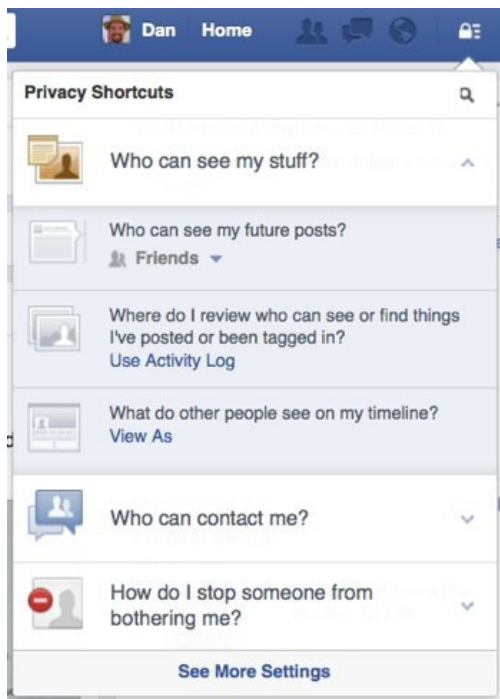 Dan Home
Privacy Shortcuts
Who can see my stuff?
Who can see my future posts?
Friends
Where do I review who can see or find things
I've posted or been tagged in?
Use Activity Log
What do other people see on my timeline?
View As
Who can contact me?
How do I stop someone from
bothering me?
See More Settings